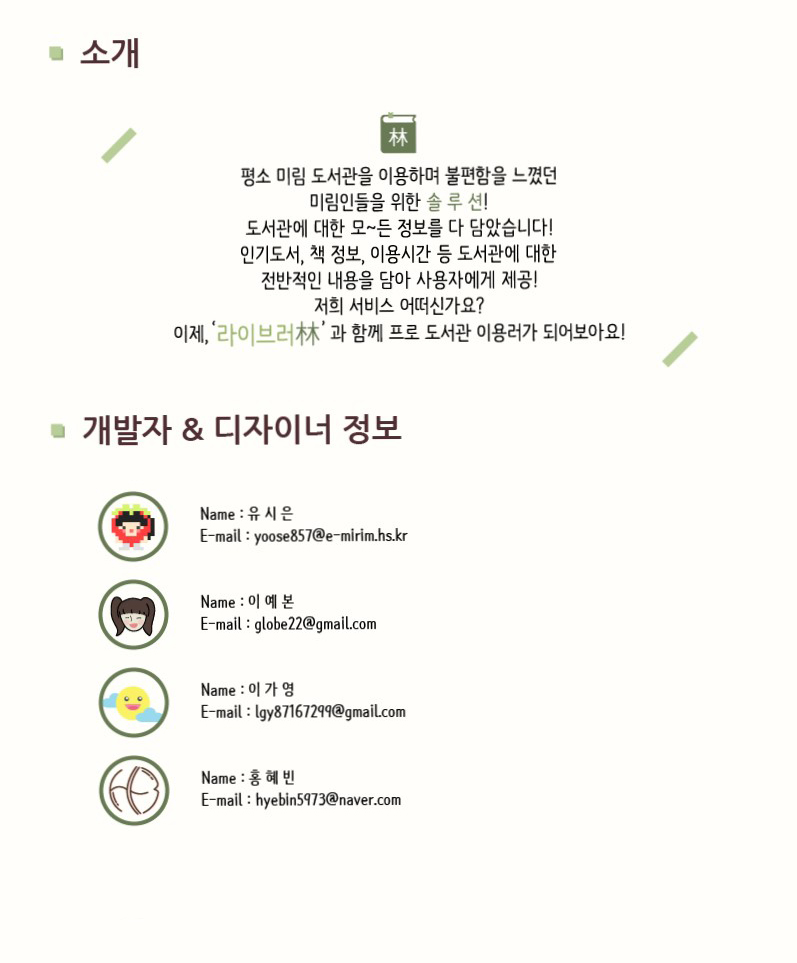 소개
林
평소 미림 도서관을 이용하며 불편함을 느꼈던
미림인들을 위한 솔 루 션!
도서관에 대한 모~든 정보를 다 담았습니다!
인기도서, 책 정보, 이용시간 등 도서관에 대한
전반적인 내용을 담아 사용자에게 제공!
저희 서비스 어떠신가요?
이제, ‘라이브러林’ 과 함께 프로 도서관 이용러가 되어보아요!
개발자 & 디자이너 정보
Name : 유 시 은
E-mail : yoose857@e-mirim.hs.kr
Name : 이 예 본
E-mail : globe22@gmail.com
Name : 이 가 영
E-mail : lgy87167299@gmail.com
HB
Name : 홍 혜 빈
E-mail : hyebin5973@naver.com